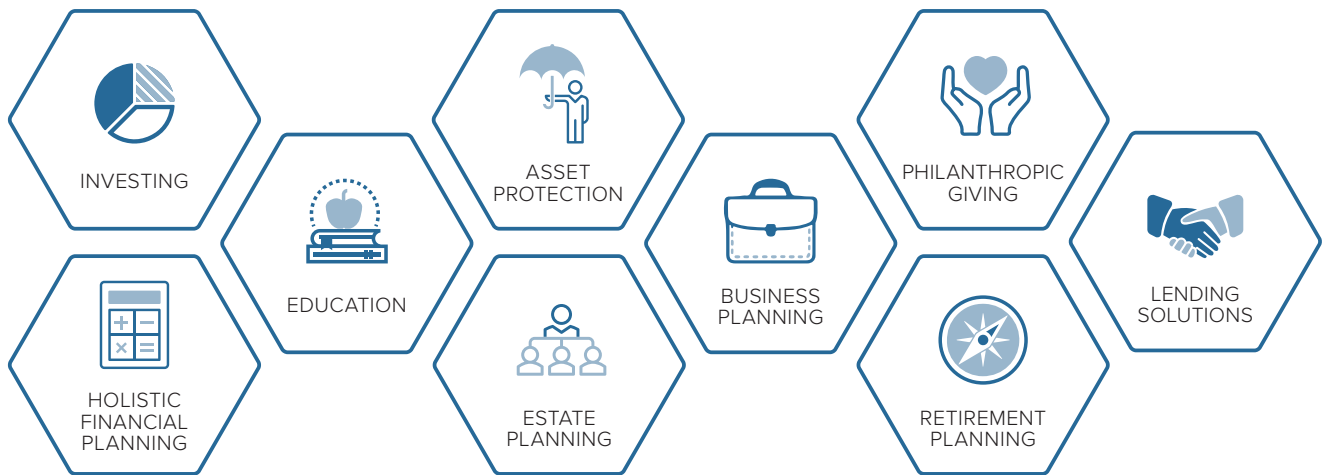 INVESTING
HOLISTIC
FINANCIAL
PLANNING
EDUCATION
ASSET
PROTECTION
ESTATE
PLANNING
BUSINESS
PLANNING
PHILANTHROPIC
GIVING
RETIREMENT
PLANNING
LENDING
SOLUTIONS